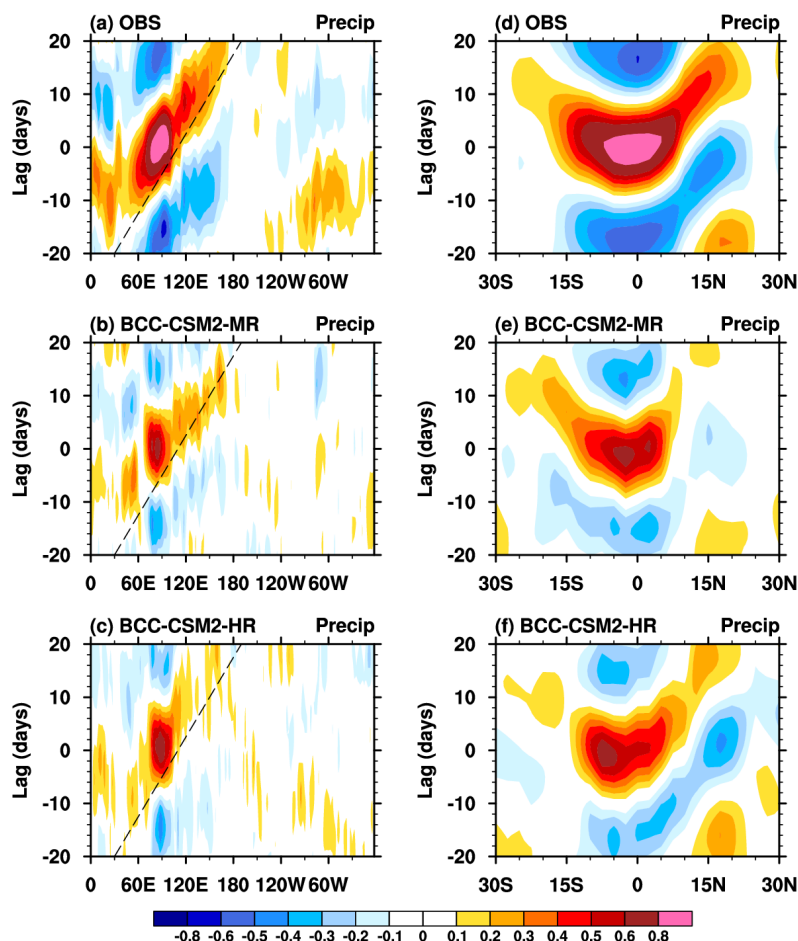 (a) OBS Precip
20
10
0
-10
-20
Lag (days)
0 60E 120E 180 120W 60W
(d) OBS Precip
20
10
0
-10
-20
Lag (days)
30S 15S 0 15N 30N
(b) BCC-CSM2-MR Precip
20
10
0
-10
-20
Lag (days)
0 60E 120E 180 120W 60W
(e) BCC-CSM2-MR Precip
20
10
0
-10
-20
Lag (days)
30S 15S 0 15N 30N
(c) BCC-CSM2-HR Precip
20
10
0
-10
-20
Lag (days)
0 60E 120E 180 120W 60W
(f) BCC-CSM2-HR Precip
20
10
0
-10
-20
Lag (days)
30S 15S 0 15N 30N
-0.8 -0.6 -0.5 -0.4 -0.3 -0.2 -0.1 0 0.1 0.2 0.3 0.4 0.5 0.6 0.8